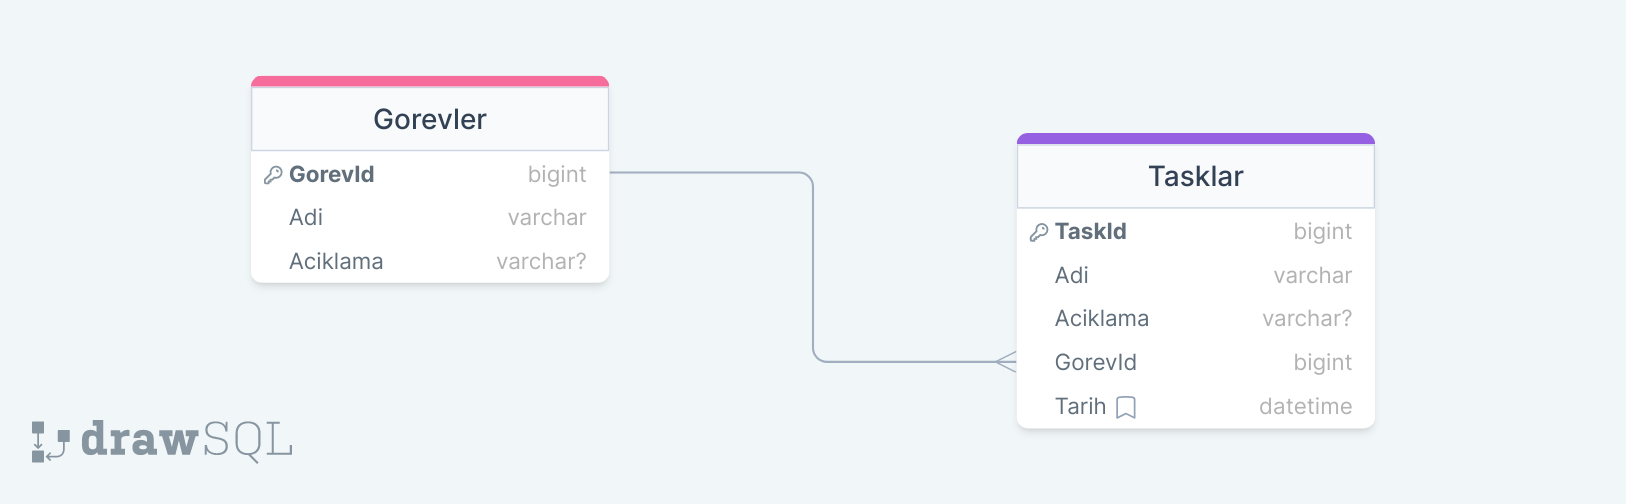 Gorevler
GorevId bigint
Adi varchar
Aciklama varchar?
Tasklar
TaskId bigint
Adi varchar
Aciklama varchar?
GorevId bigint
Tarih datetime
drawSQL